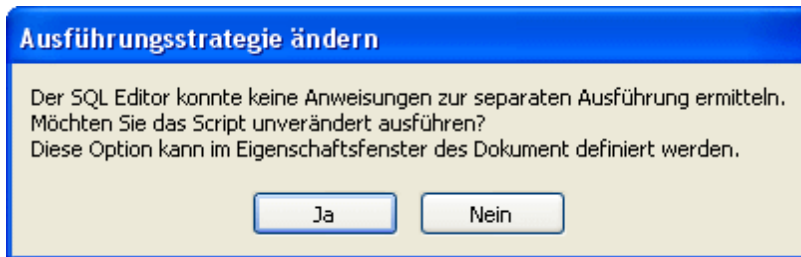 Ausführungsstrategie ändern
Der SQL Editor konnte keine Anweisungen zur separaten Ausführung ermitteln.
Möchten Sie das Script unverändert ausführen?
Diese Option kann im Eigenschaftsfenster des Dokument definiert werden.
Ja Nein